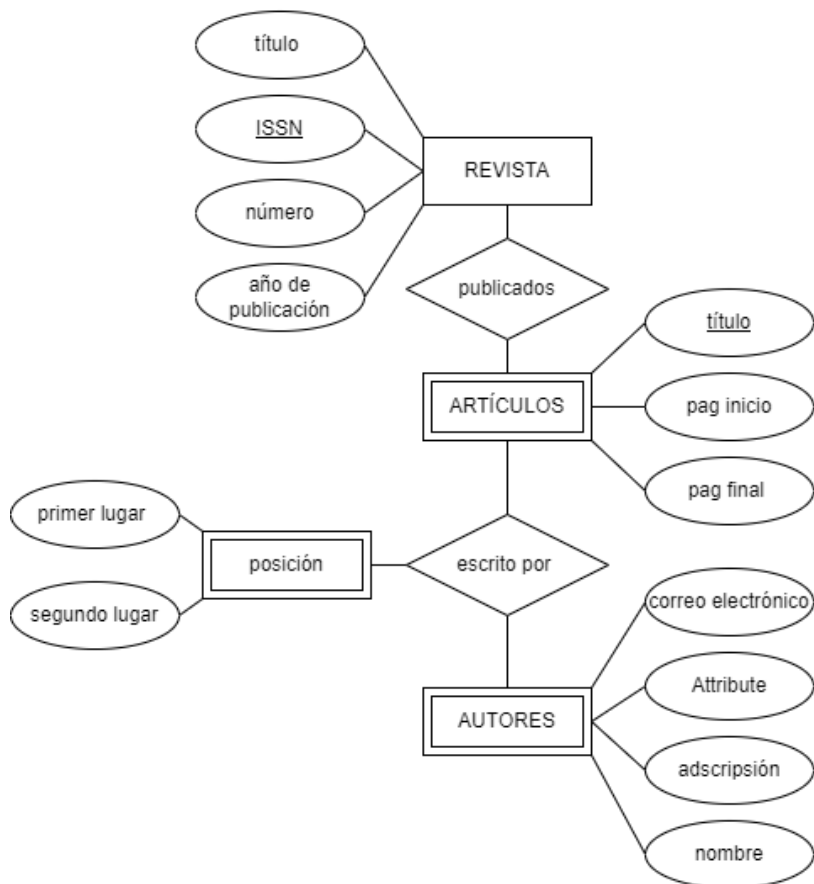 título
ISSN
REVISTA
número
año de
publicación
publicados
título
ARTÍCULOS
pag inicio
pag final
primer lugar
posición
escrito por
segundo lugar
correo electrónico
Attribute
AUTORES
adscripsión
nombre